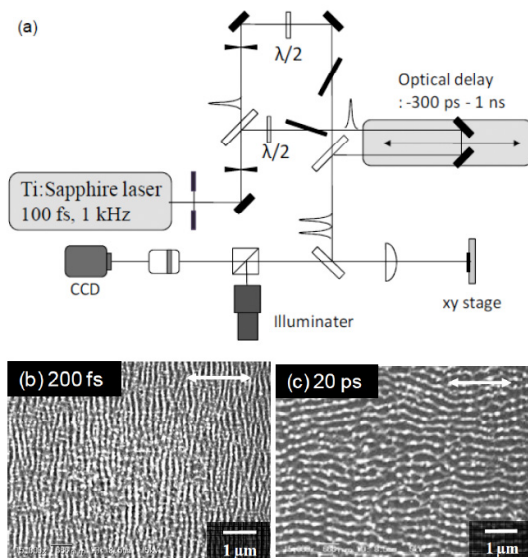 (a)
λ/2
Optical delay
: -300 ps - 1 ns
λ/2
Ti:Sapphire laser
100 fs, 1 kHz
CCD
Illuminater
xy stage
(b) 200 fs
(c) 20 ps
1 µm
1 µm